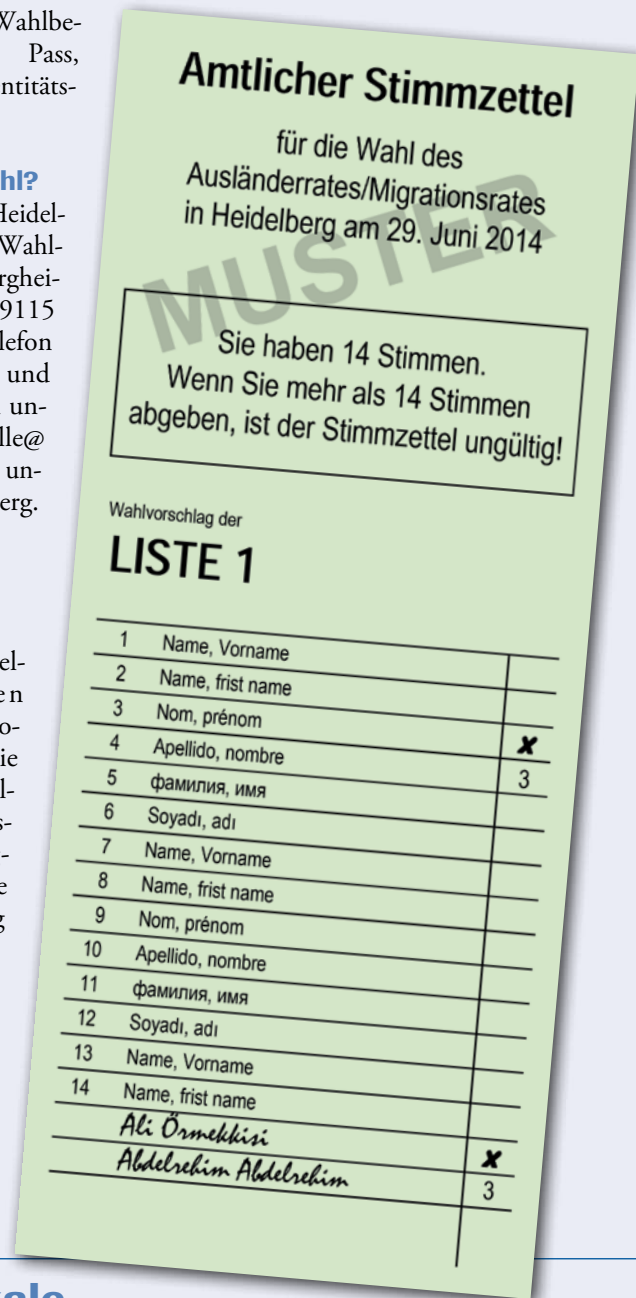 Wahlbe-
Pass,
ntitäts-
hl?
Heidel-
Wahl-
rghei-
9115
lefon
und
un-
lle@
un-
erg.
el-
en
o-
ie
l-
s-
-
e
g
Amtlicher Stimmzettel
für die Wahl des
Ausländerrates/Migrationsrates
in Heidelberg am 29. Juni 2014
MUSTER
Sie haben 14 Stimmen.
Wenn Sie mehr als 14 Stimmen
abgeben, ist der Stimmzettel ungültig!
Wahlvorschlag der
LISTE 1
1 Name, Vorname
2 Name, frist name
3 Nom, prénom ✘
4 Apellido, nombre 3
5 фамилия, имя
6 Soyadı, adı
7 Name, Vorname
8 Name, frist name
9 Nom, prénom
10 Apellido, nombre
11 фамилия, имя
12 Soyadı, adı
13 Name, Vorname
14 Name, frist name
Ali Örmekkisi ✘
Abdelrehim Abdelrehim 3